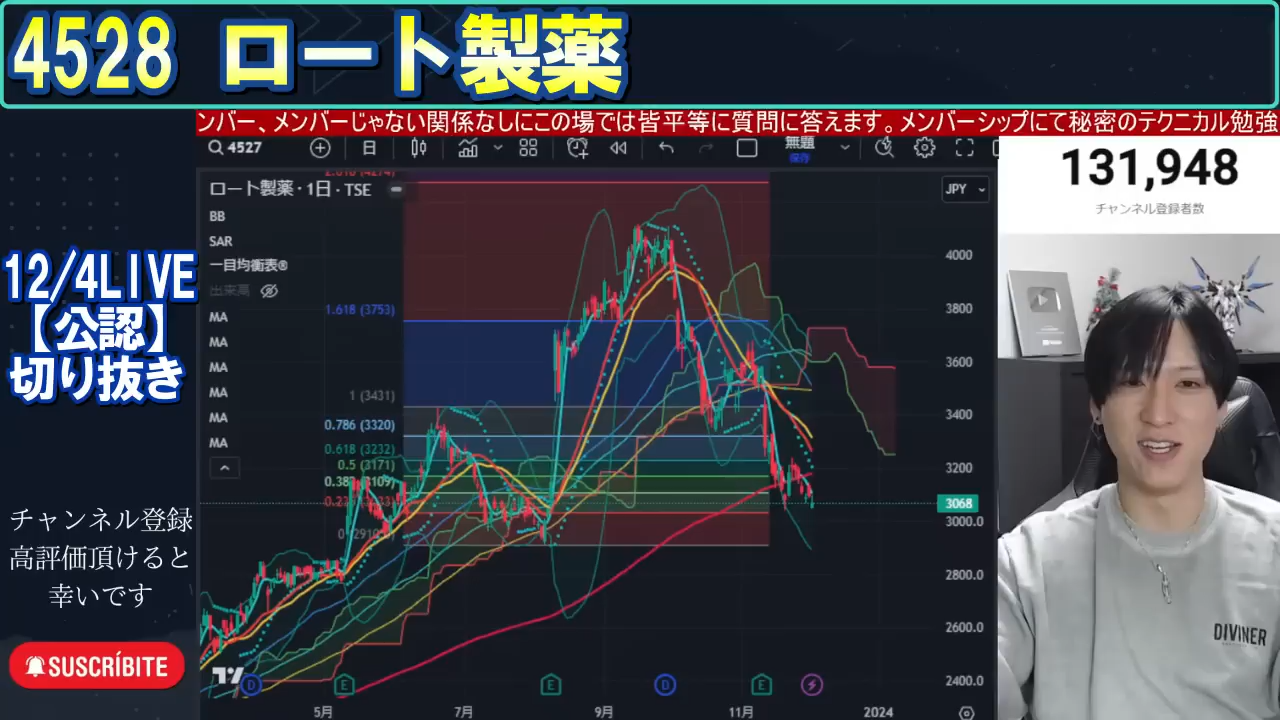 4528 ロート製薬
ンバー、メンバーじゃない関係なしにこの場では皆平等に質問に答えます。メンバーシップにて秘密のテクニカル勉強
4527
日
無題
保存
131,948
チャンネル登録者数
ロート製薬・1日・TSE
JPY
BB
SAR
一目均衡表
出来高
MA
MA
MA
MA
MA
MA
2.618 (4274)
1.618 (3753)
1 (3431)
0.786 (3320)
0.618 (3232)
0.5 (3171)
0.382 (3109)
4000
3800
3600
3400
3200
3068
3000.0
2800.0
2600.0
2400.0
12/4LIVE
【公認】
切り抜き
チャンネル登録
高評価頂けると
幸いです
SUSCRÍBITE
D
E
E
D
E
5月
7月
9月
11月
2024
DIVINER